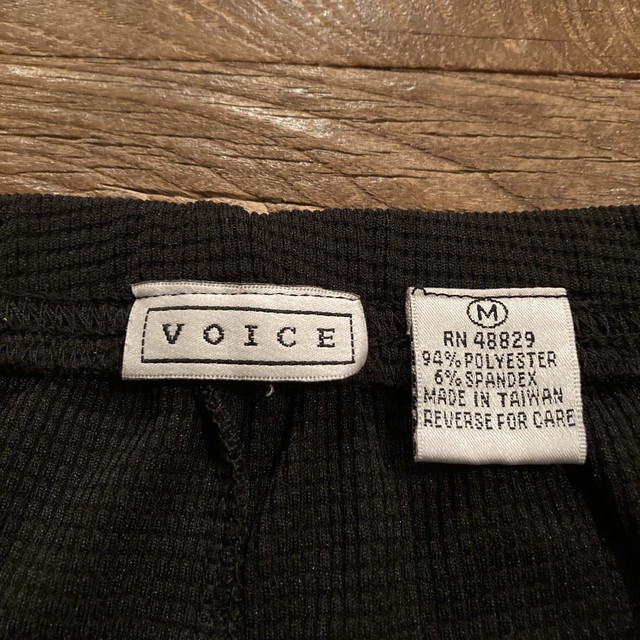 VOICE
M
RN 48829
94% POLYESTER
6% SPANDEX
MADE IN TAIWAN
REVERSE FOR CARE